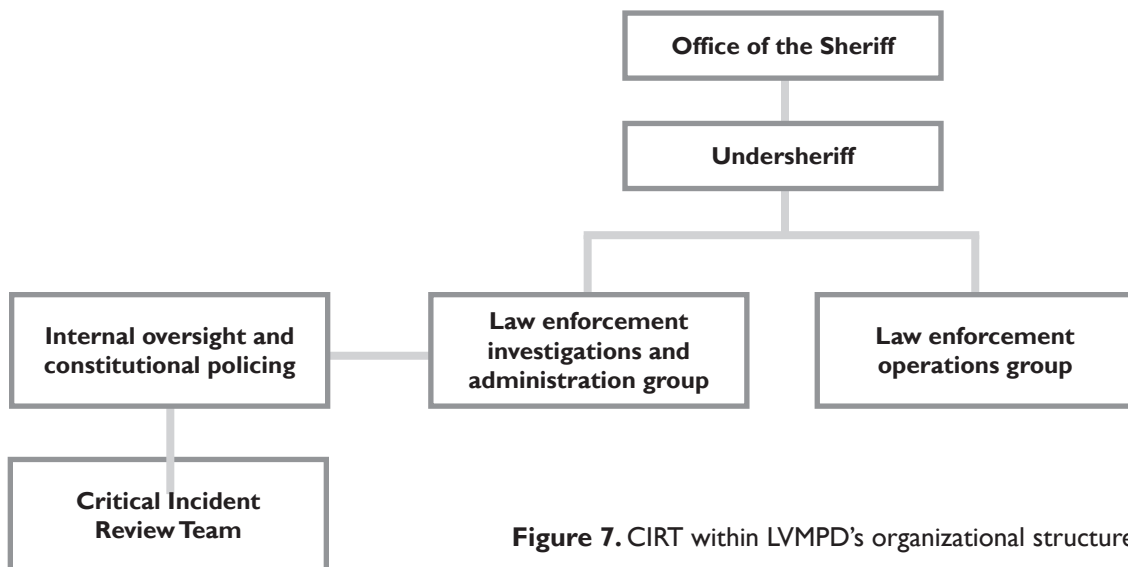 Office of the Sheriff
Undersheriff
Internal oversight and
constitutional policing
Law enforcement
investigations and
administration group
Law enforcement
operations group
Critical Incident
Review Team
Figure 7. CIRT within LVMPD's organizational structure